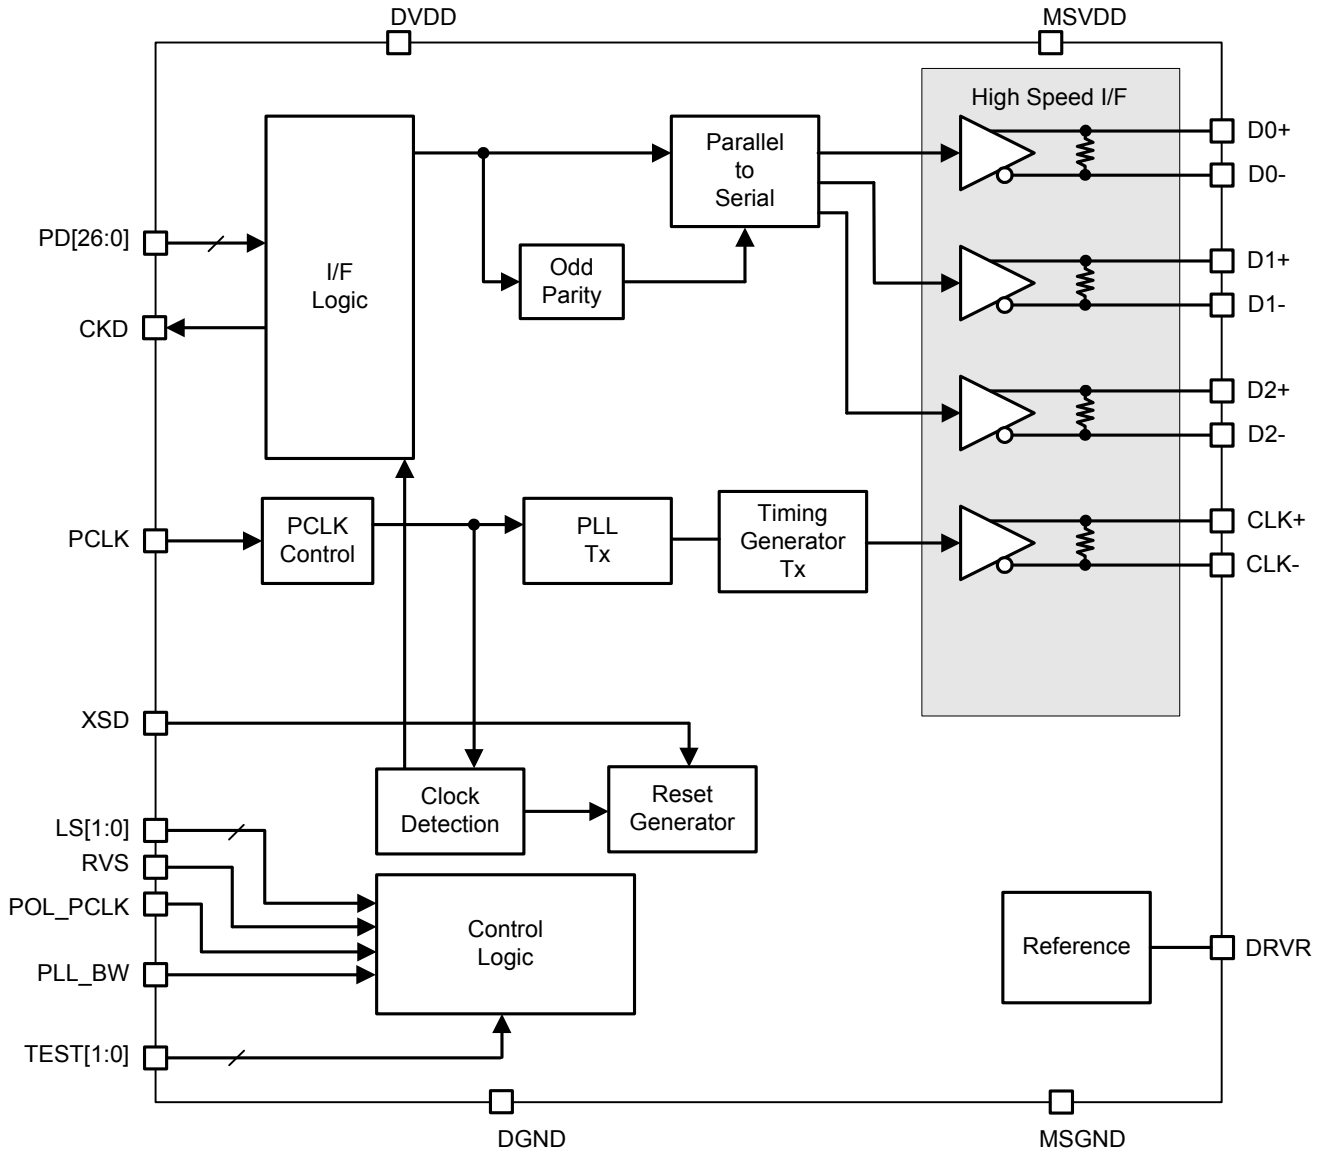 DVDD
MSVDD
High Speed I/F
D0+
Parallel
to
Serial
D0-
PD[26:0]
I/F
Logic
Odd
Parity
D1+
D1-
CKD
D2+
D2-
PCLK
PCLK
Control
PLL
Tx
Timing
Generator
Tx
CLK+
CLK-
XSD
Clock
Detection
Reset
Generator
LS[1:0]
RVS
POL_PCLK
PLL_BW
Control
Logic
Reference
DRVR
TEST[1:0]
DGND
MSGND